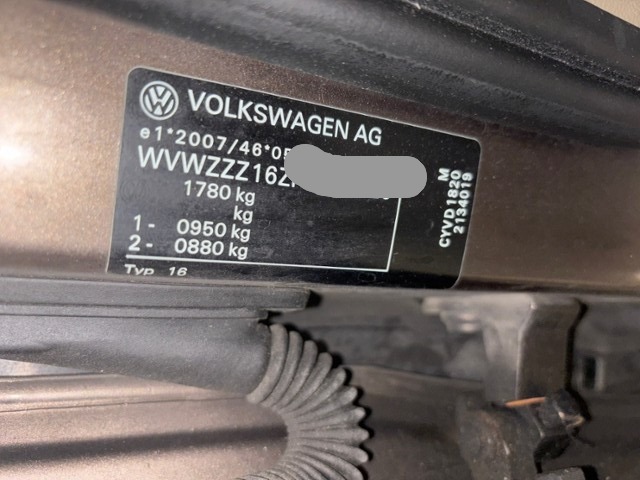 VOLKSWAGEN AG
e1*2007/46*05
WVWZZZ16Z
1780 kg
kg
1- 0950 kg
2- 0880 kg
Typ 16
M
CYVD1820
2134019